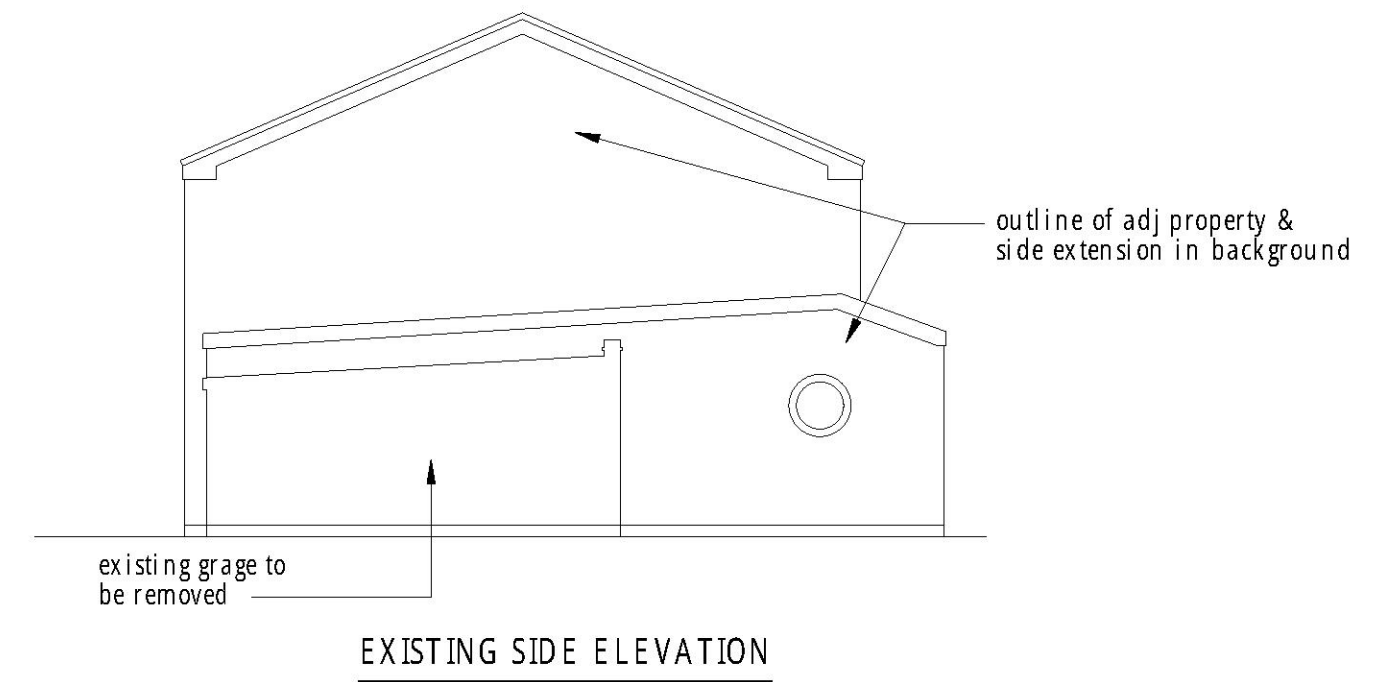 outline of adj property &
side extension in background
existing grage to
be removed
EXISTING SIDE ELEVATION